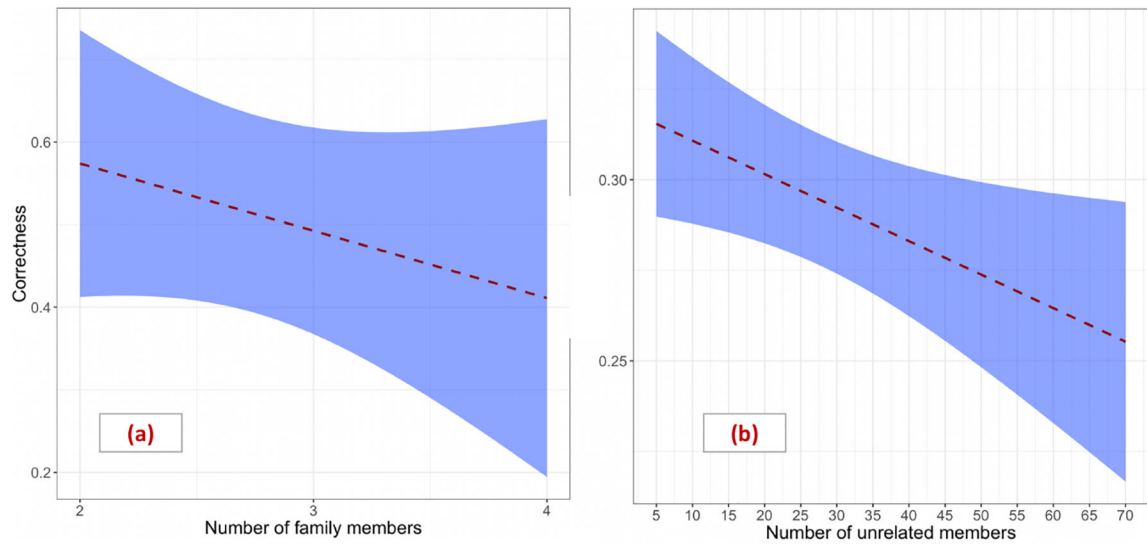 Correctness
0.6
0.4
0.2
(a)
2 3 4
Number of family members
0.30
0.25
(b)
5 10 15 20 25 30 35 40 45 50 55 60 65 70
Number of unrelated members